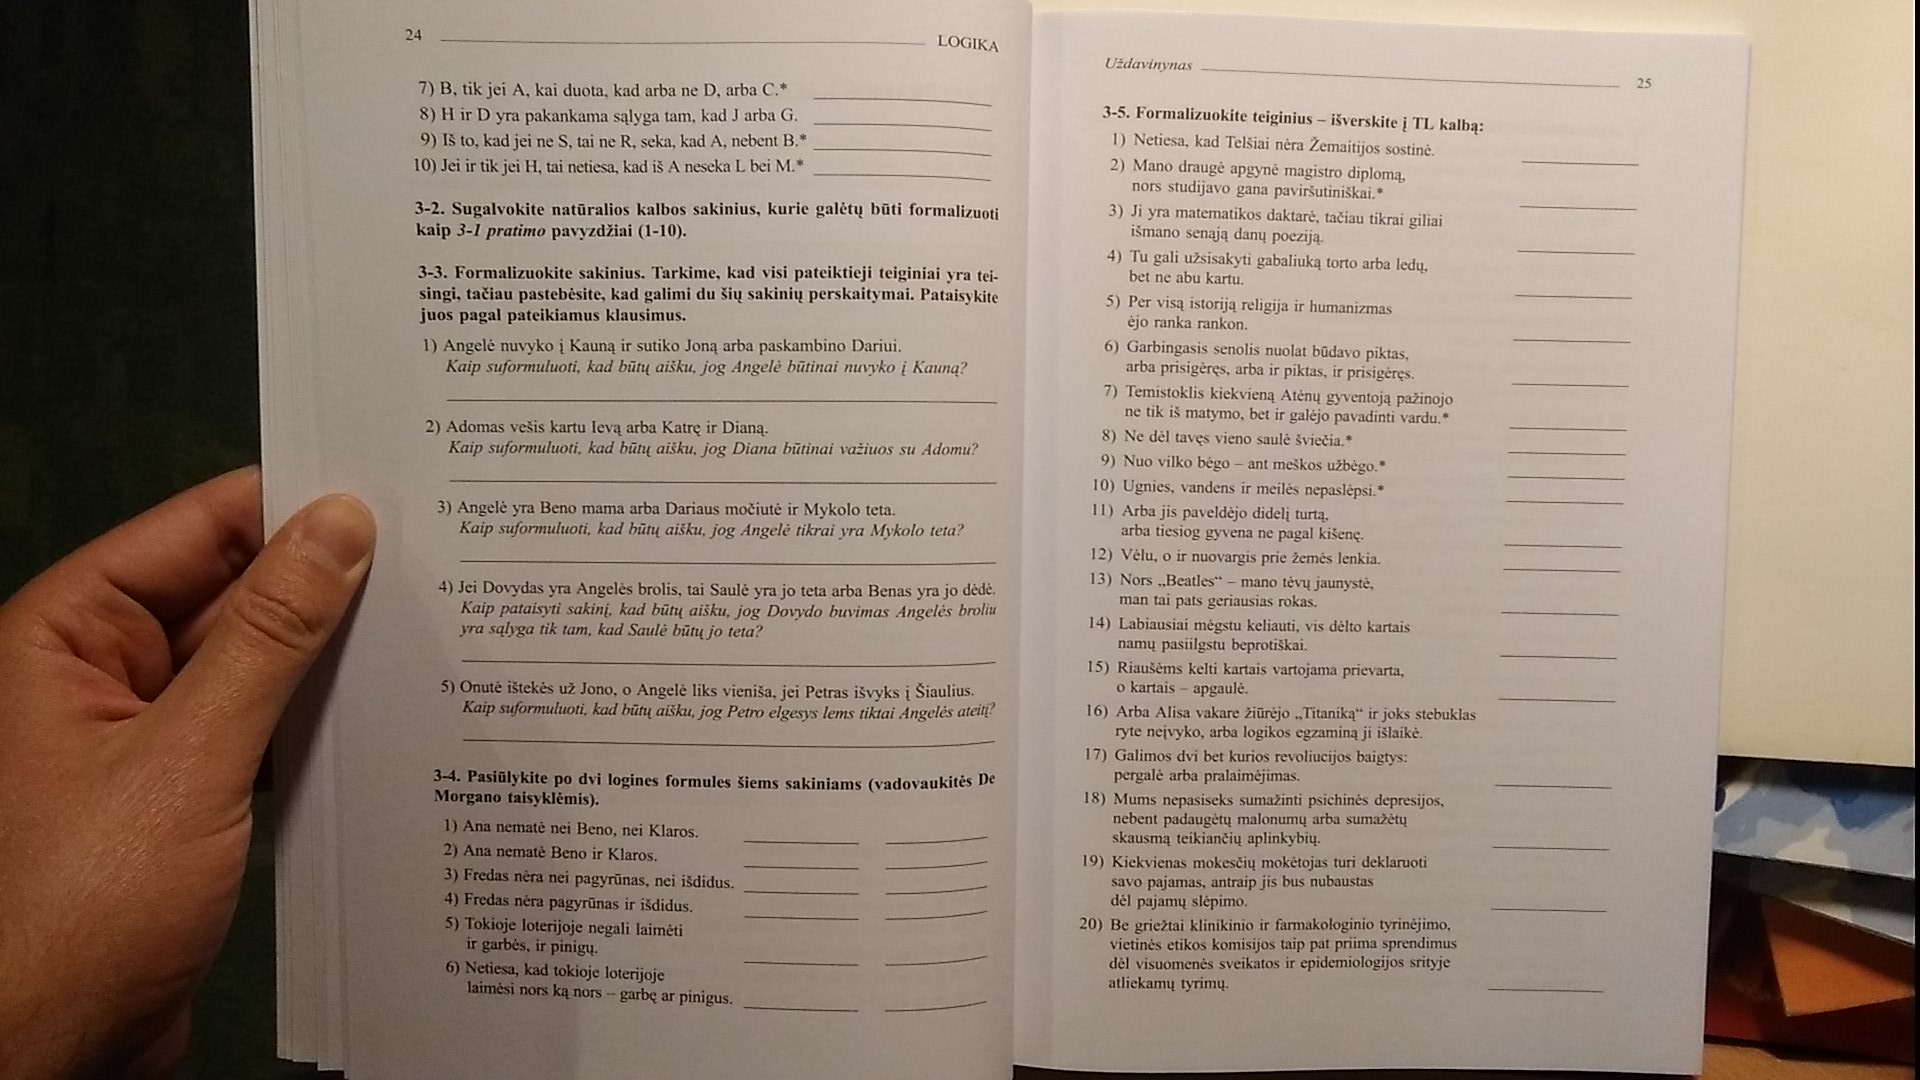 24 LOGIKA
7) B, tik jei A, kai duota, kad arba ne D, arba C.*
8) H ir D yra pakankama sąlyga tam, kad J arba G.
9) Iš to, kad jei ne S, tai ne R, seka, kad A, nebent B.*
10) Jei ir tik jei H, tai netiesa, kad iš A neseka L bei M.*
3-2. Sugalvokite natūralios kalbos sakinius, kurie galėtų būti formalizuoti
kaip 3-1 pratimo pavyzdžiai (1-10).
3-3. Formalizuokite sakinius. Tarkime, kad visi pateiktieji teiginiai yra tei-
singi, tačiau pastebėsite, kad galimi du šių sakinių perskaitymai. Pataisykite
juos pagal pateikiamus klausimus.
1) Angelė nuvyko į Kauną ir sutiko Joną arba paskambino Dariui.
Kaip suformuluoti, kad būtų aišku, jog Angelė būtinai nuvyko į Kauną?
2) Adomas vešis kartu Ievą arba Katrę ir Dianą.
Kaip suformuluoti, kad būtų aišku, jog Diana būtinai važiuos su Adomu?
3) Angelė yra Beno mama arba Dariaus močiutė ir Mykolo teta.
Kaip suformuluoti, kad būtų aišku, jog Angelė tikrai yra Mykolo teta?
4) Jei Dovydas yra Angelės brolis, tai Saulė yra jo teta arba Benas yra jo dėdė.
Kaip pataisyti sakinį, kad būtų aišku, jog Dovydo buvimas Angelės broliu
yra sąlyga tik tam, kad Saulė būtų jo teta?
5) Onutė ištekės už Jono, o Angelė liks vieniša, jei Petras išvyks į Šiaulius.
Kaip suformuluoti, kad būtų aišku, jog Petro elgesys lems tiktai Angelės ateitį?
3-4. Pasiūlykite po dvi logines formules šiems sakiniams (vadovaukitės De
Morgano taisyklėmis).
1) Ana nematė nei Beno, nei Klaros.
2) Ana nematė Beno ir Klaros.
3) Fredas nėra nei pagyrūnas, nei išdidus.
4) Fredas nėra pagyrūnas ir išdidus.
5) Tokioje loterijoje negali laimėti
ir garbės, ir pinigų.
6) Netiesa, kad tokioje loterijoje
laimėsi nors ką nors – garbę ar pinigus.
Uždavinynas 25
3-5. Formalizuokite teiginius – išverskite į TL kalbą:
1) Netiesa, kad Telšiai nėra Žemaitijos sostinė.
2) Mano draugė apgynė magistro diplomą,
nors studijavo gana paviršutiniškai.*
3) Ji yra matematikos daktarė, tačiau tikrai giliai
išmano senąją danų poeziją.
4) Tu gali užsisakyti gabaliuką torto arba ledų,
bet ne abu kartu.
5) Per visą istoriją religija ir humanizmas
ėjo ranka rankon.
6) Garbingasis senolis nuolat būdavo piktas,
arba prisigėręs, arba ir piktas, ir prisigėręs.
7) Temistoklis kiekvieną Atėnų gyventoją pažinojo
ne tik iš matymo, bet ir galėjo pavadinti vardu.*
8) Ne dėl tavęs vieno saulė šviečia.*
9) Nuo vilko bėgo – ant meškos užbėgo.*
10) Ugnies, vandens ir meilės nepaslėpsi.*
11) Arba jis paveldėjo didelį turtą,
arba tiesiog gyvena ne pagal kišenę.
12) Vėlu, o ir nuovargis prie žemės lenkia.
13) Nors „Beatles“ – mano tėvų jaunystė,
man tai pats geriausias rokas.
14) Labiausiai mėgstu keliauti, vis dėlto kartais
namų pasiilgstu beprotiškai.
15) Riaušėms kelti kartais vartojama prievarta,
o kartais – apgaulė.
16) Arba Alisa vakare žiūrėjo „Titaniką“ ir joks stebuklas
ryte neįvyko, arba logikos egzaminą ji išlaikė.
17) Galimos dvi bet kurios revoliucijos baigtys:
pergalė arba pralaimėjimas.
18) Mums nepasiseks sumažinti psichinės depresijos,
nebent padaugėtų malonumų arba sumažėtų
skausmą teikiančių aplinkybių.
19) Kiekvienas mokesčių mokėtojas turi deklaruoti
savo pajamas, antraip jis bus nubaustas
dėl pajamų slėpimo.
20) Be griežtai klinikinio ir farmakologinio tyrinėjimo,
vietinės etikos komisijos taip pat priima sprendimus
dėl visuomenės sveikatos ir epidemiologijos srityje
atliekamų tyrimų.